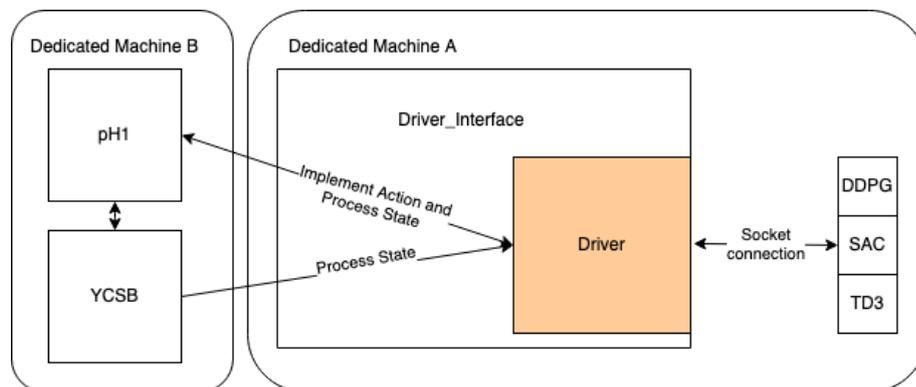 Dedicated Machine B
Dedicated Machine A
pH1
Driver_Interface
Implement Action and
Process State
DDPG
Driver
Socket
connection
SAC
Process State
YCSB
TD3